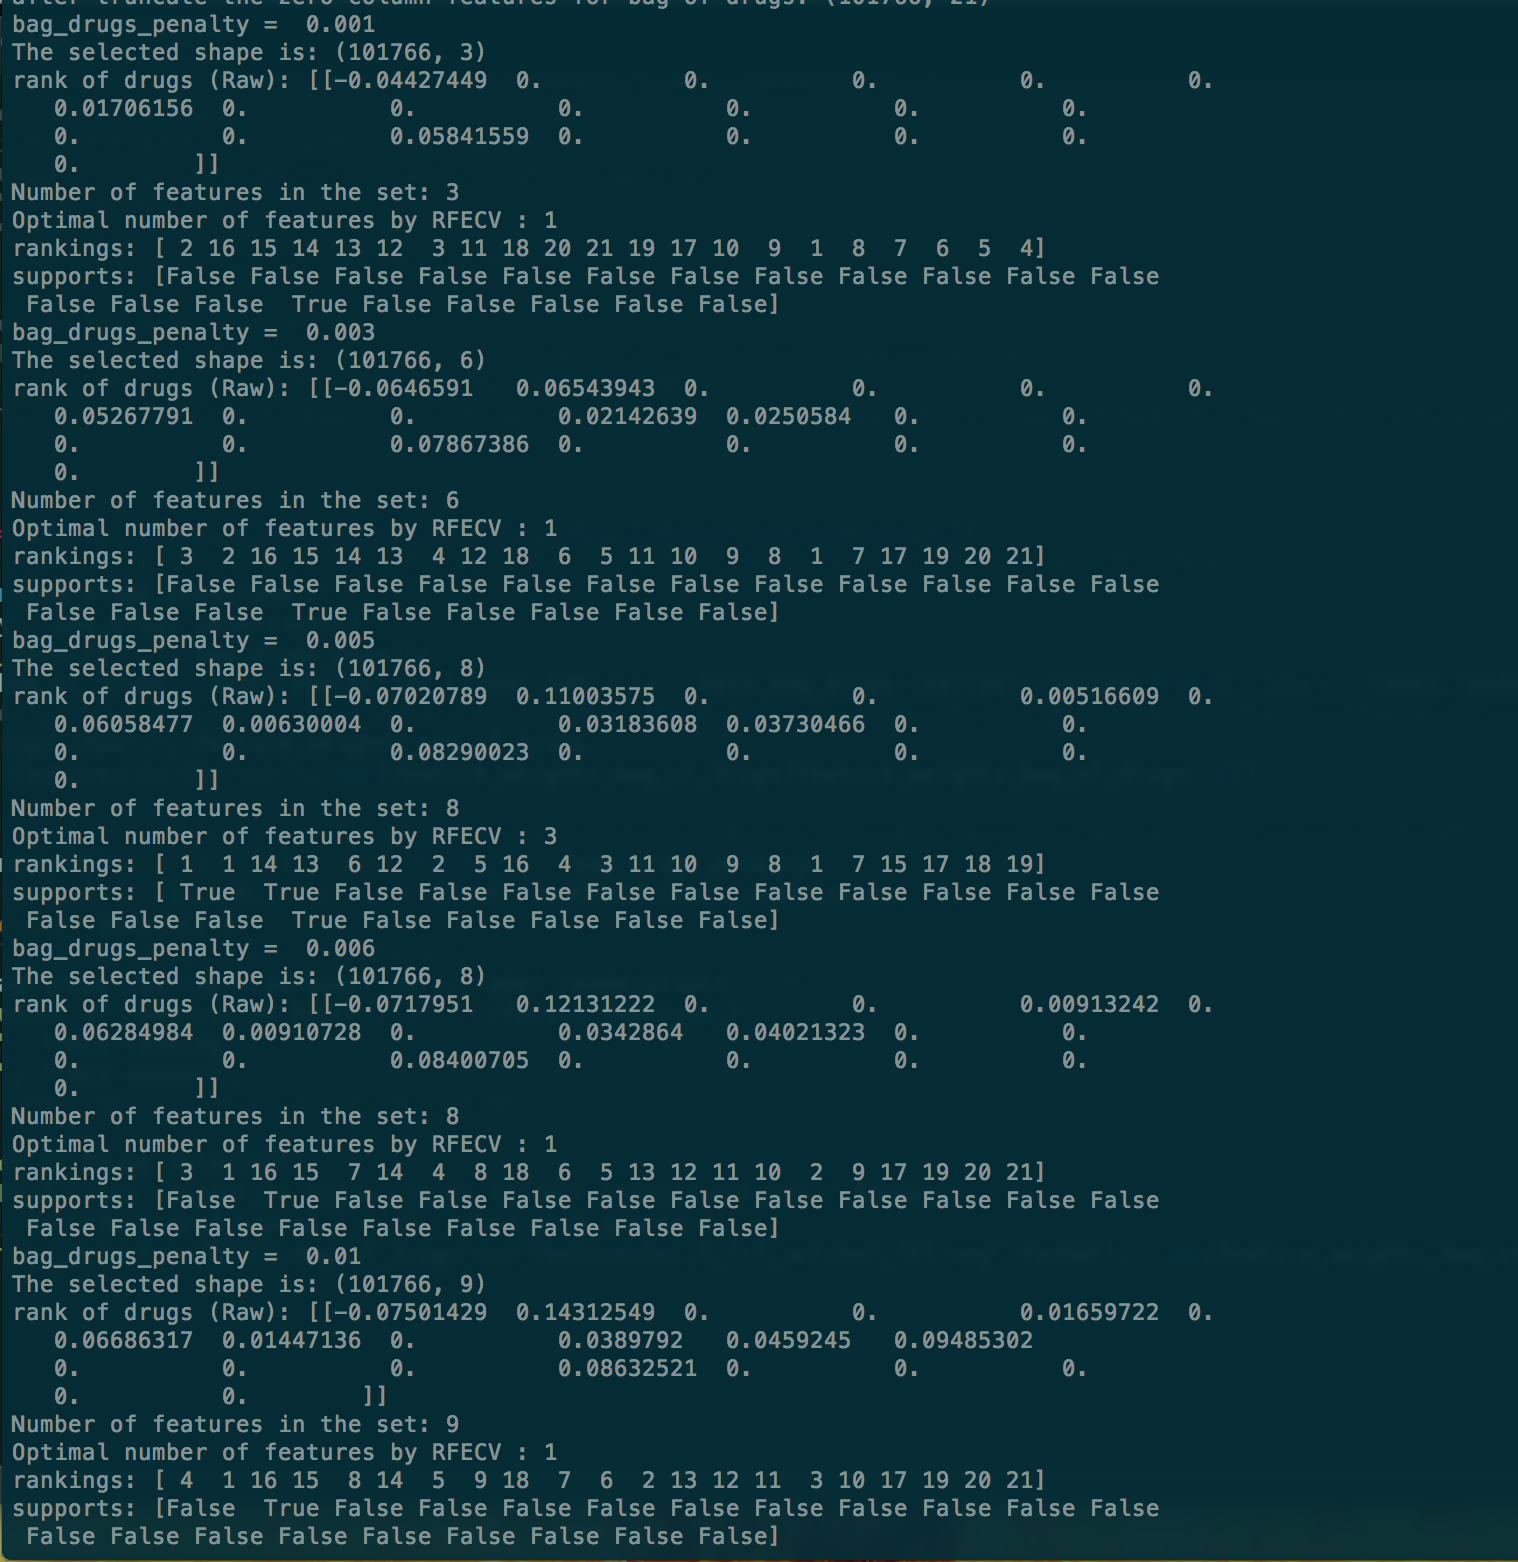 after truncate the zero column features for bag of drugs: (101766, 21)
bag_drugs_penalty =  0.001
The selected shape is: (101766, 3)
rank of drugs (Raw): [[-0.04427449  0.          0.          0.          0.          0.
   0.01706156  0.          0.          0.          0.          0.          0.
   0.          0.          0.05841559  0.          0.          0.          0.
   0.        ]]
Number of features in the set: 3
Optimal number of features by RFECV : 1
rankings: [ 2 16 15 14 13 12  3 11 18 20 21 19 17 10  9  1  8  7  6  5  4]
supports: [False False False False False False False False False False False False
 False False False  True False False False False False]
bag_drugs_penalty =  0.003
The selected shape is: (101766, 6)
rank of drugs (Raw): [[-0.0646591   0.06543943  0.          0.          0.          0.
   0.05267791  0.          0.          0.02142639  0.0250584   0.          0.
   0.          0.          0.07867386  0.          0.          0.          0.
   0.        ]]
Number of features in the set: 6
Optimal number of features by RFECV : 1
rankings: [ 3  2 16 15 14 13  4 12 18  6  5 11 10  9  8  1  7 17 19 20 21]
supports: [False False False False False False False False False False False False
 False False False  True False False False False False]
bag_drugs_penalty =  0.005
The selected shape is: (101766, 8)
rank of drugs (Raw): [[-0.07020789  0.11003575  0.          0.          0.00516609  0.
   0.06058477  0.00630004  0.          0.03183608  0.03730466  0.          0.
   0.          0.          0.08290023  0.          0.          0.          0.
   0.        ]]
Number of features in the set: 8
Optimal number of features by RFECV : 3
rankings: [ 1  1 14 13  6 12  2  5 16  4  3 11 10  9  8  1  7 15 17 18 19]
supports: [ True  True False False False False False False False False False False
 False False False  True False False False False False]
bag_drugs_penalty =  0.006
The selected shape is: (101766, 8)
rank of drugs (Raw): [[-0.0717951   0.12131222  0.          0.          0.00913242  0.
   0.06284984  0.00910728  0.          0.0342864   0.04021323  0.          0.
   0.          0.          0.08400705  0.          0.          0.          0.
   0.        ]]
Number of features in the set: 8
Optimal number of features by RFECV : 1
rankings: [ 3  1 16 15  7 14  4  8 18  6  5 13 12 11 10  2  9 17 19 20 21]
supports: [False  True False False False False False False False False False False
 False False False False False False False False False]
bag_drugs_penalty =  0.01
The selected shape is: (101766, 9)
rank of drugs (Raw): [[-0.07501429  0.14312549  0.          0.          0.01659722  0.
   0.06686317  0.01447136  0.          0.0389792   0.0459245   0.09485302
   0.          0.          0.          0.08632521  0.          0.          0.
   0.          0.        ]]
Number of features in the set: 9
Optimal number of features by RFECV : 1
rankings: [ 4  1 16 15  8 14  5  9 18  7  6  2 13 12 11  3 10 17 19 20 21]
supports: [False  True False False False False False False False False False False
 False False False False False False False False False]